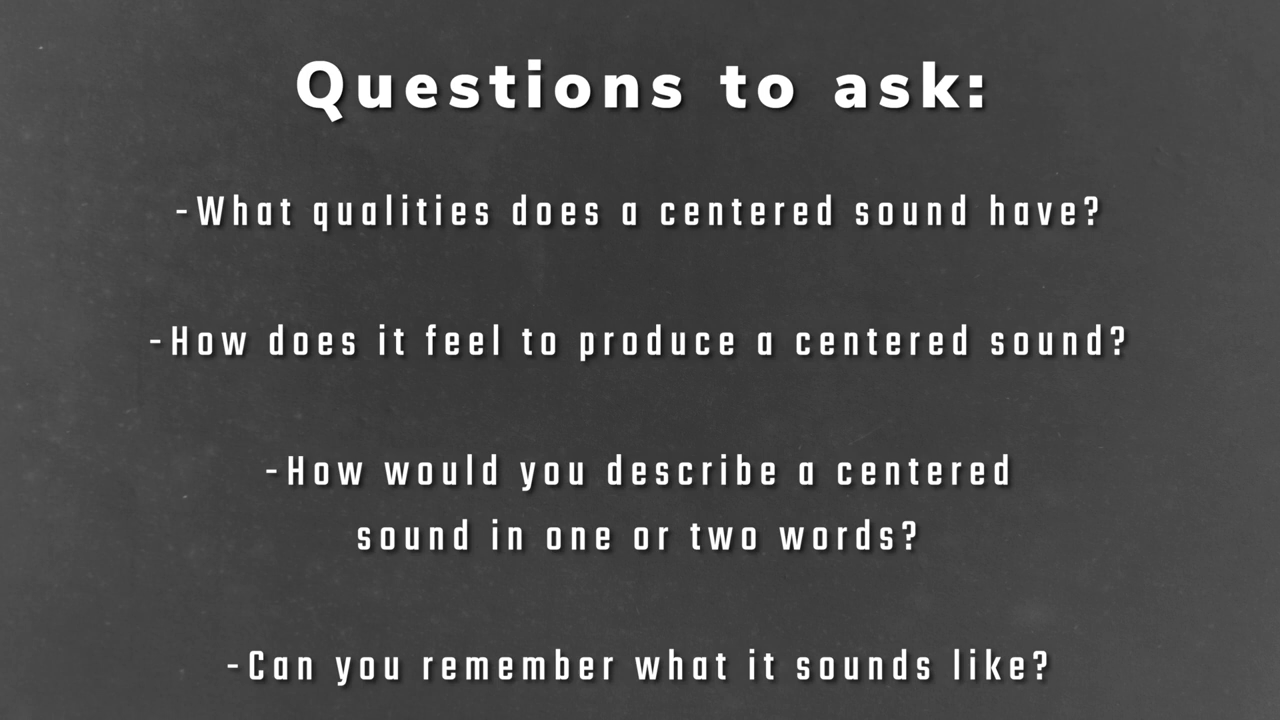 Questions to ask:
-What qualities does a centered sound have?
-How does it feel to produce a centered sound?
-How would you describe a centered
sound in one or two words?
-Can you remember what it sounds like?